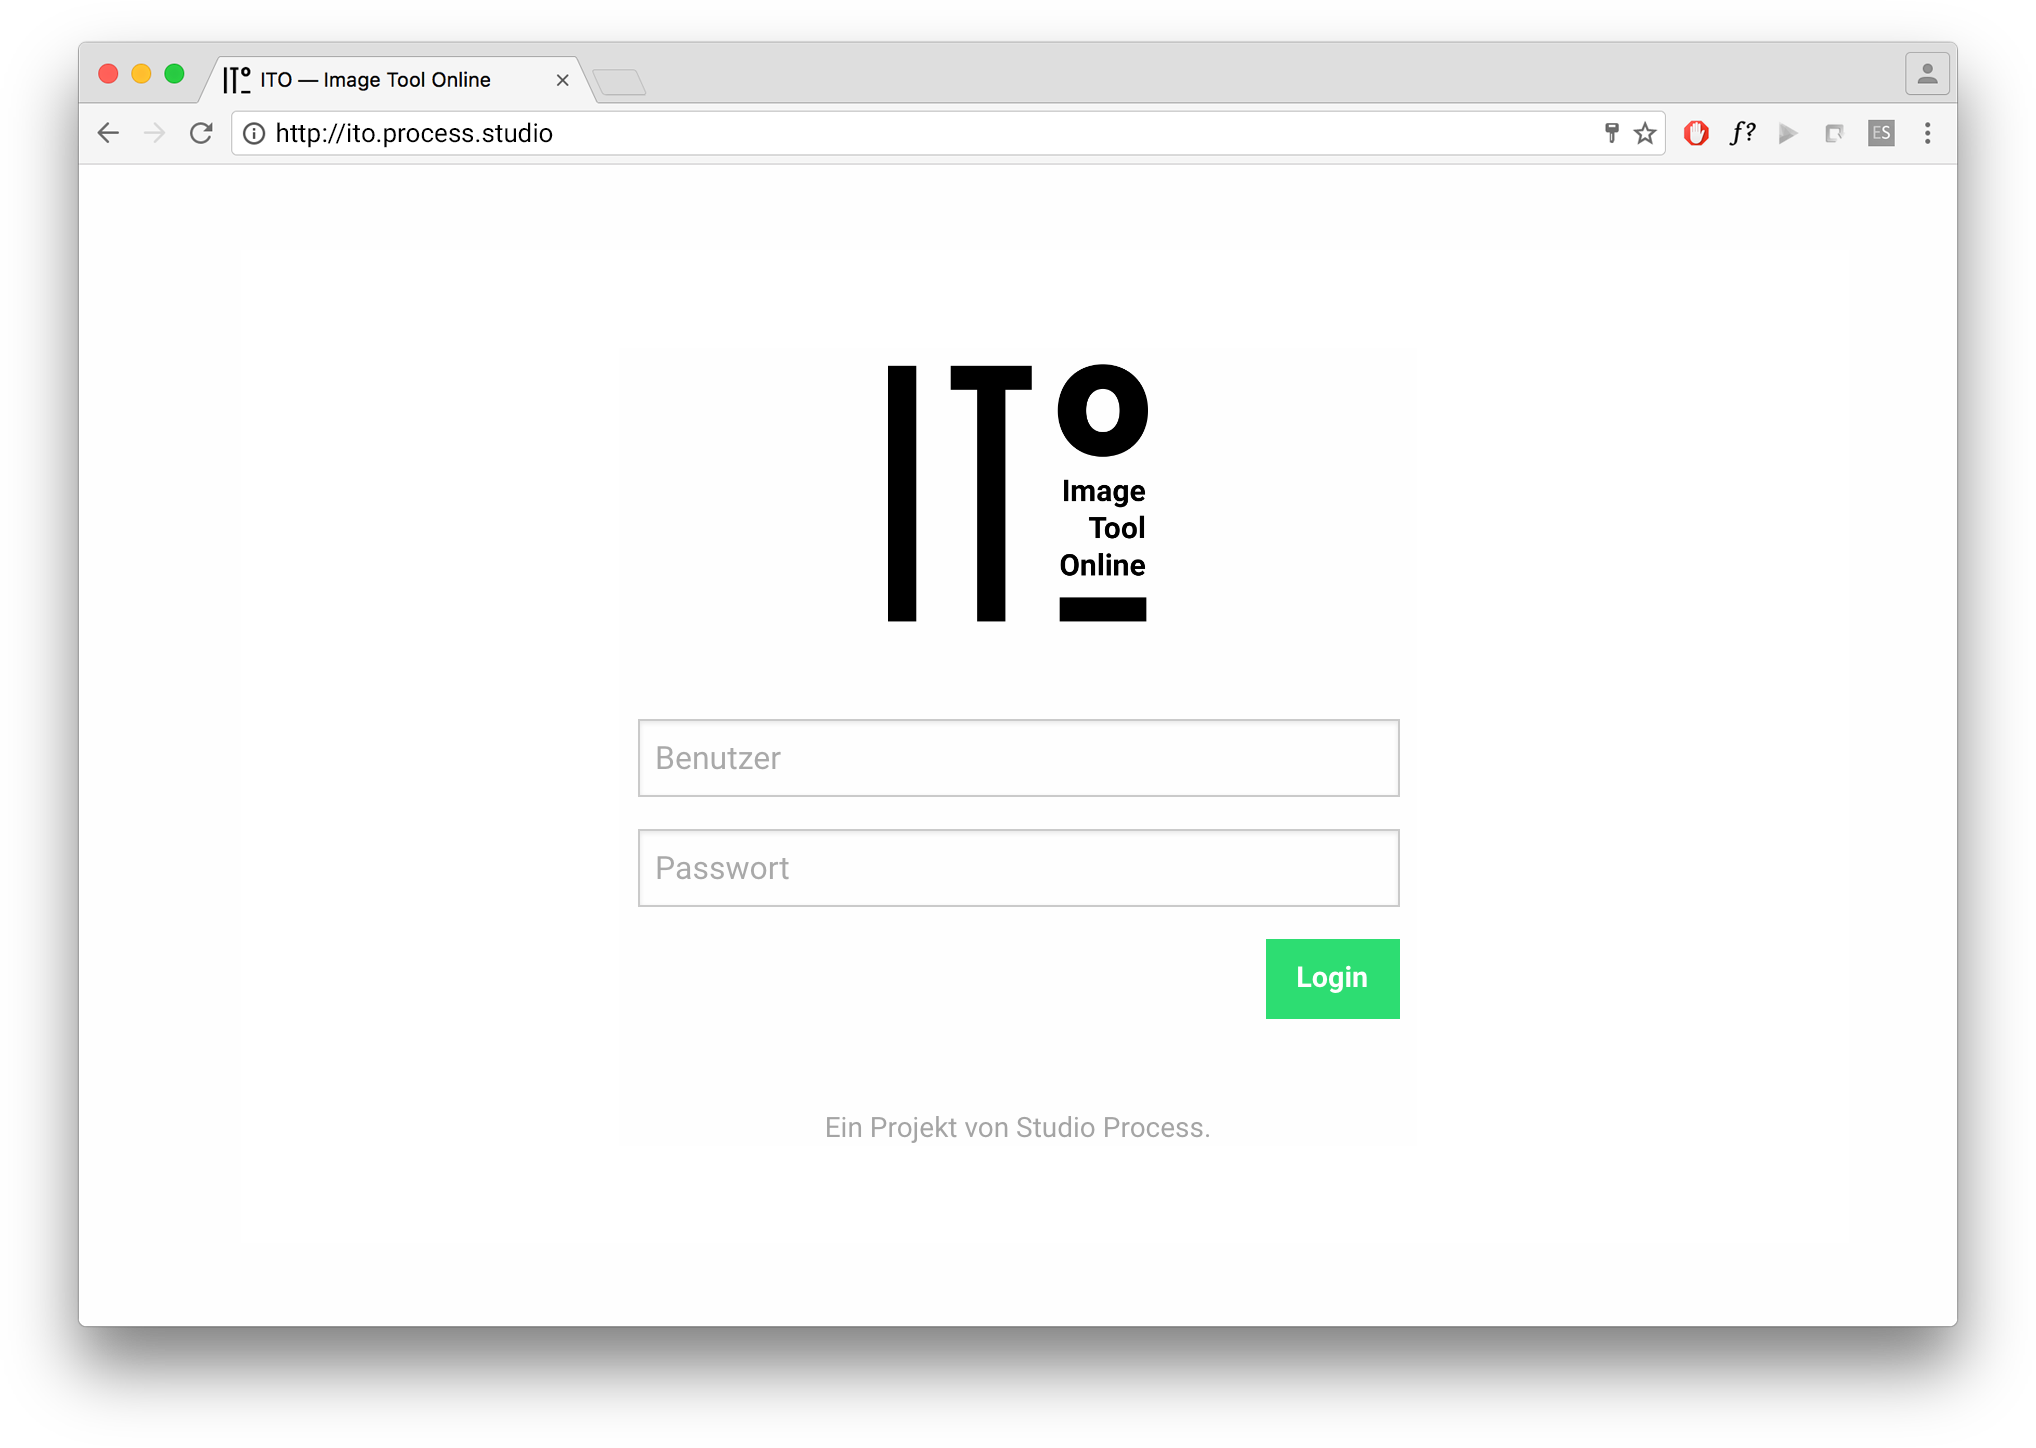 ITO ITO — Image Tool Online
http://ito.process.studio
f?
ES
ITO
Image
Tool
Online
Benutzer
Passwort
Login
Ein Projekt von Studio Process.